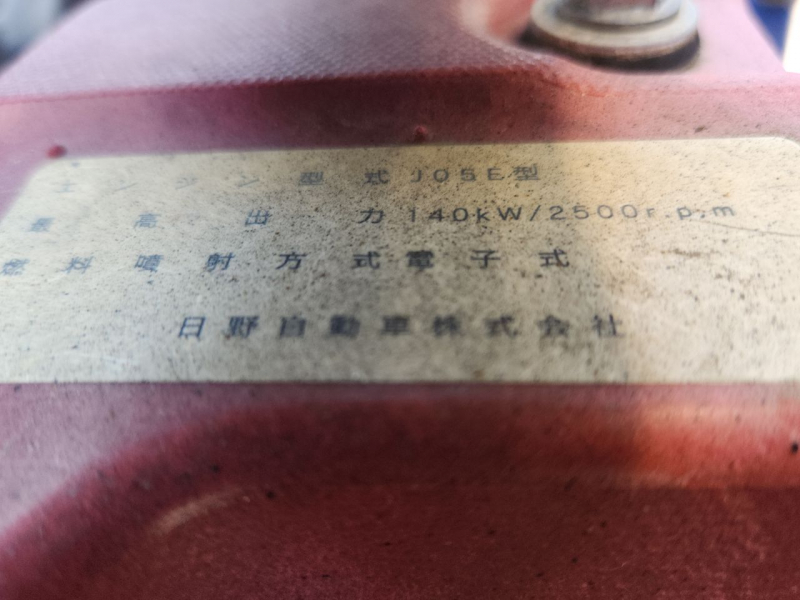 エンジン型式 J05E型
最高出力 140kW/2500r.p.m
燃料噴射方式 電子式
日野自動車株式会社